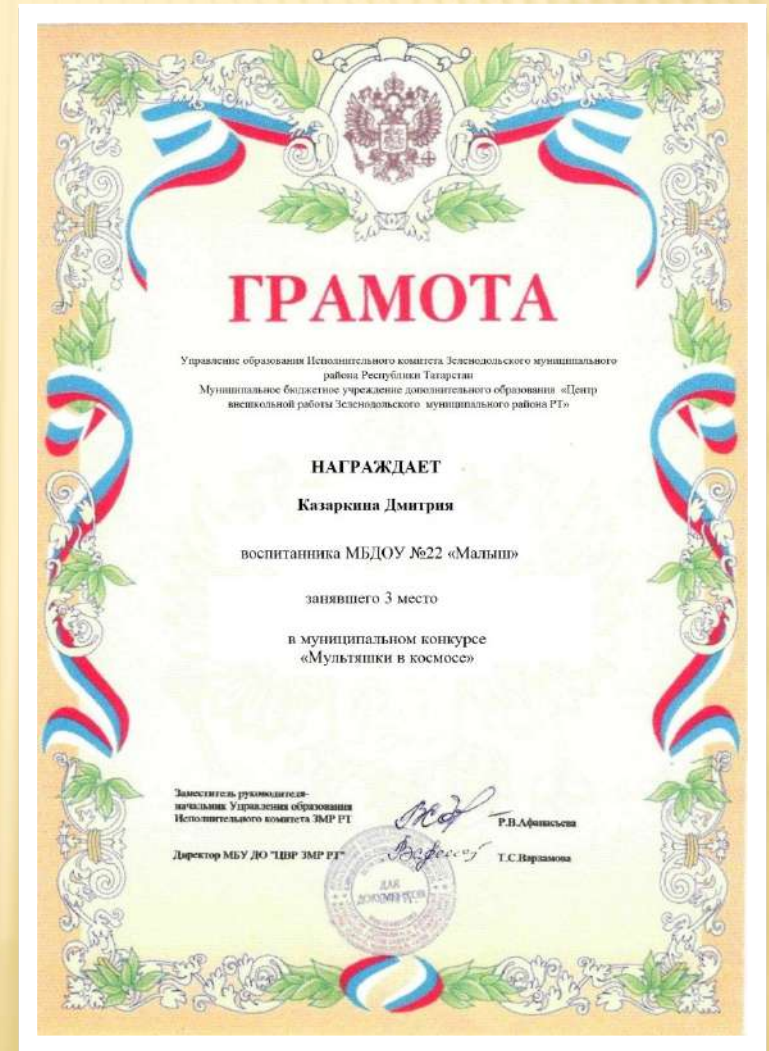 ГРАМОТА
Управление образования Исполнительного комитета Зеленодольского муниципального
района Республики Татарстан
Муниципальное бюджетное учреждение дополнительного образования «Центр
внешкольной работы Зеленодольского муниципального района РТ»
НАГРАЖДАЕТ
Казаркина Дмитрия
воспитанника МБДОУ №22 «Малыш»
занявшего 3 место
в муниципальном конкурсе
«Мультяшки в космосе»
Заместитель руководителя-
начальник Управления образования
Исполнительного комитета ЗМР РТ
Р.В.Афанасьева
Директор МБУ ДО "ЦВР ЗМР РТ"
Т.С.Варламова
ДЛЯ
ДОКУМЕНТОВ